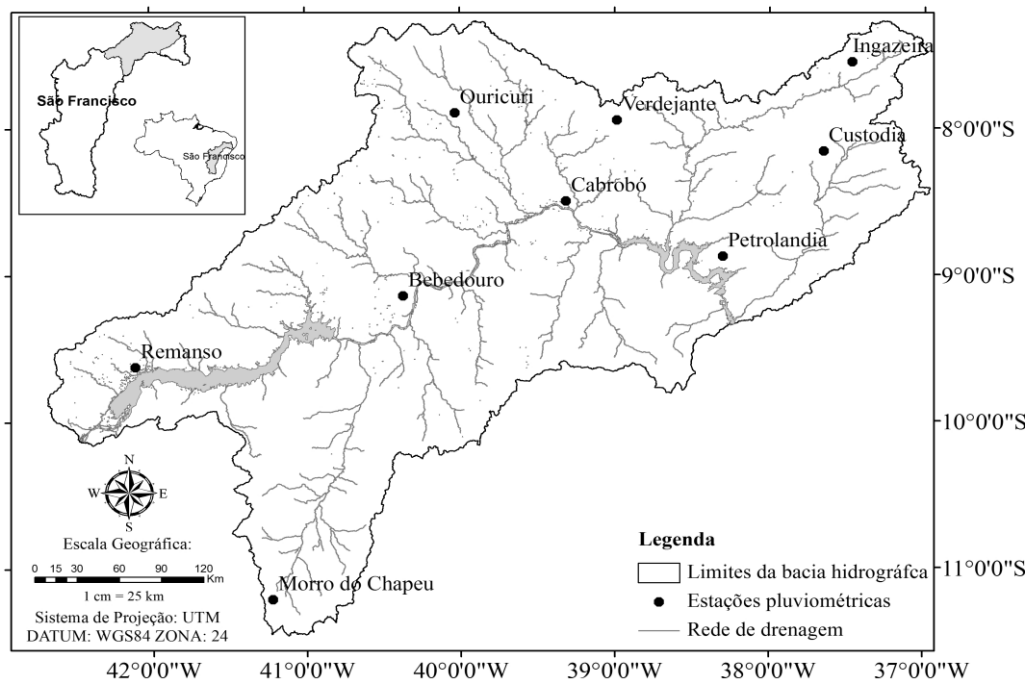 São Francisco
São Francisco
Ingazeira
Ouricuri
Verdejante
Custodia
Cabrobó
Petrolandia
Bebedouro
Remanso
Morro do Chapeu
8°0'0"S
9°0'0"S
10°0'0"S
11°0'0"S
N
W E
S
Escala Geográfica:
0 15 30 60 90 120
Km
1 cm = 25 km
Sistema de Projeção: UTM
DATUM: WGS84 ZONA: 24
Legenda
Limites da bacia hidrográfca
Estações pluviométricas
Rede de drenagem
42°0'0"W 41°0'0"W 40°0'0"W 39°0'0"W 38°0'0"W 37°0'0"W